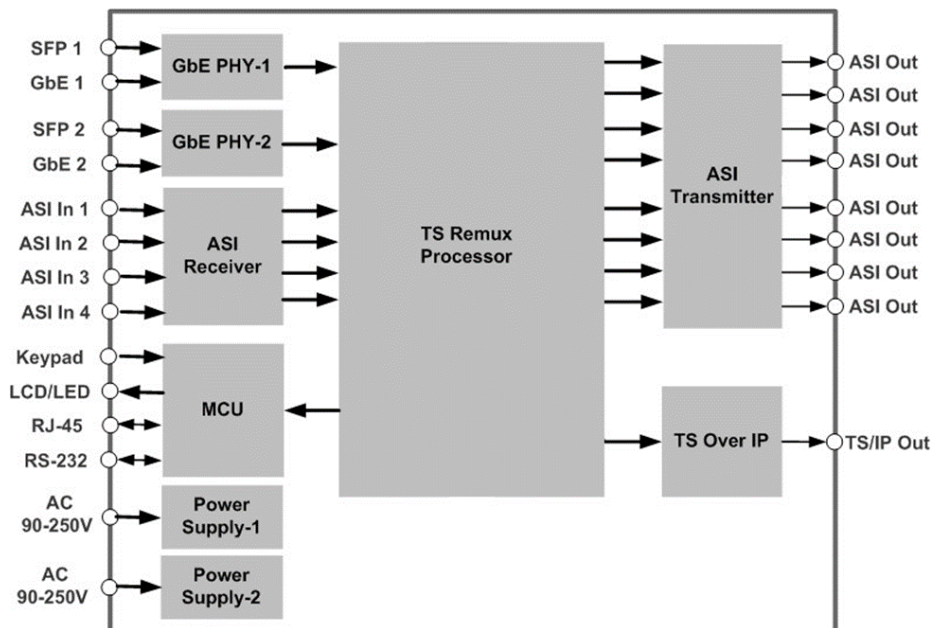 SFP 1
GbE 1
SFP 2
GbE 2
ASI In 1
ASI In 2
ASI In 3
ASI In 4
Keypad
LCD/LED
RJ-45
RS-232
AC
90-250V
AC
90-250V
GbE PHY-1
GbE PHY-2
ASI
Receiver
MCU
Power
Supply-1
Power
Supply-2
TS Remux
Processor
ASI
Transmitter
TS Over IP
ASI Out
ASI Out
ASI Out
ASI Out
ASI Out
ASI Out
ASI Out
ASI Out
TS/IP Out